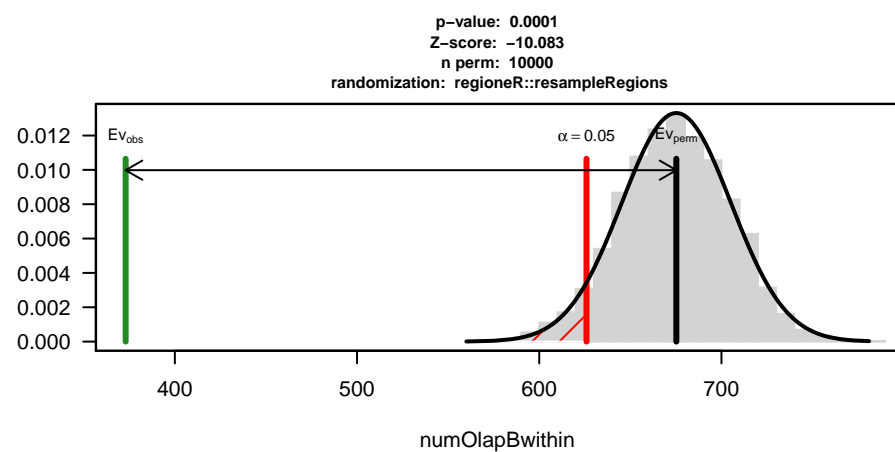 p−value: 0.0001
Z−score: −10.083
n perm: 10000
randomization: regioneR::resampleRegions
0.012
0.010
0.008
0.006
0.004
0.002
0.000
Evobs
α = 0.05
Evperm
400 500 600 700
numOlapBwithin